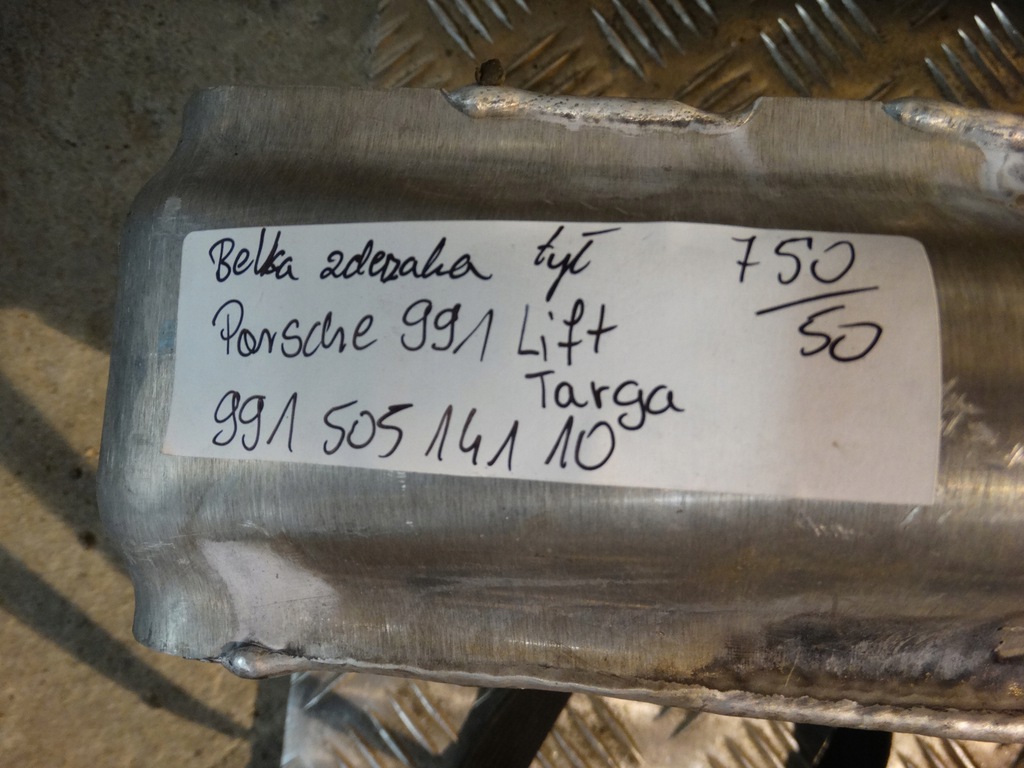 Belka zderzaka tył 750
Porsche 991 Lift 50
Targa
991 505 141 10